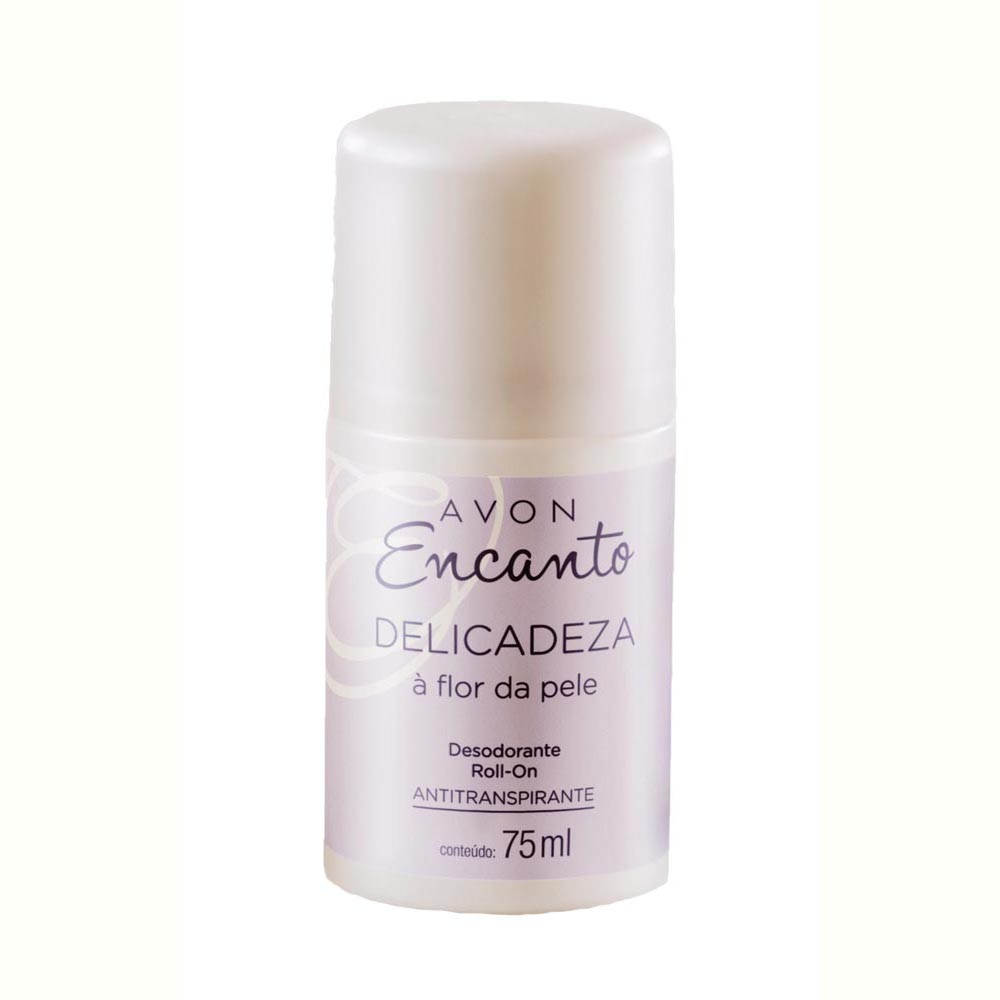 AVON
Encanto
DELICADEZA
à flor da pele
Desodorante
Roll-On
ANTITRANSPIRANTE
conteúdo: 75ml